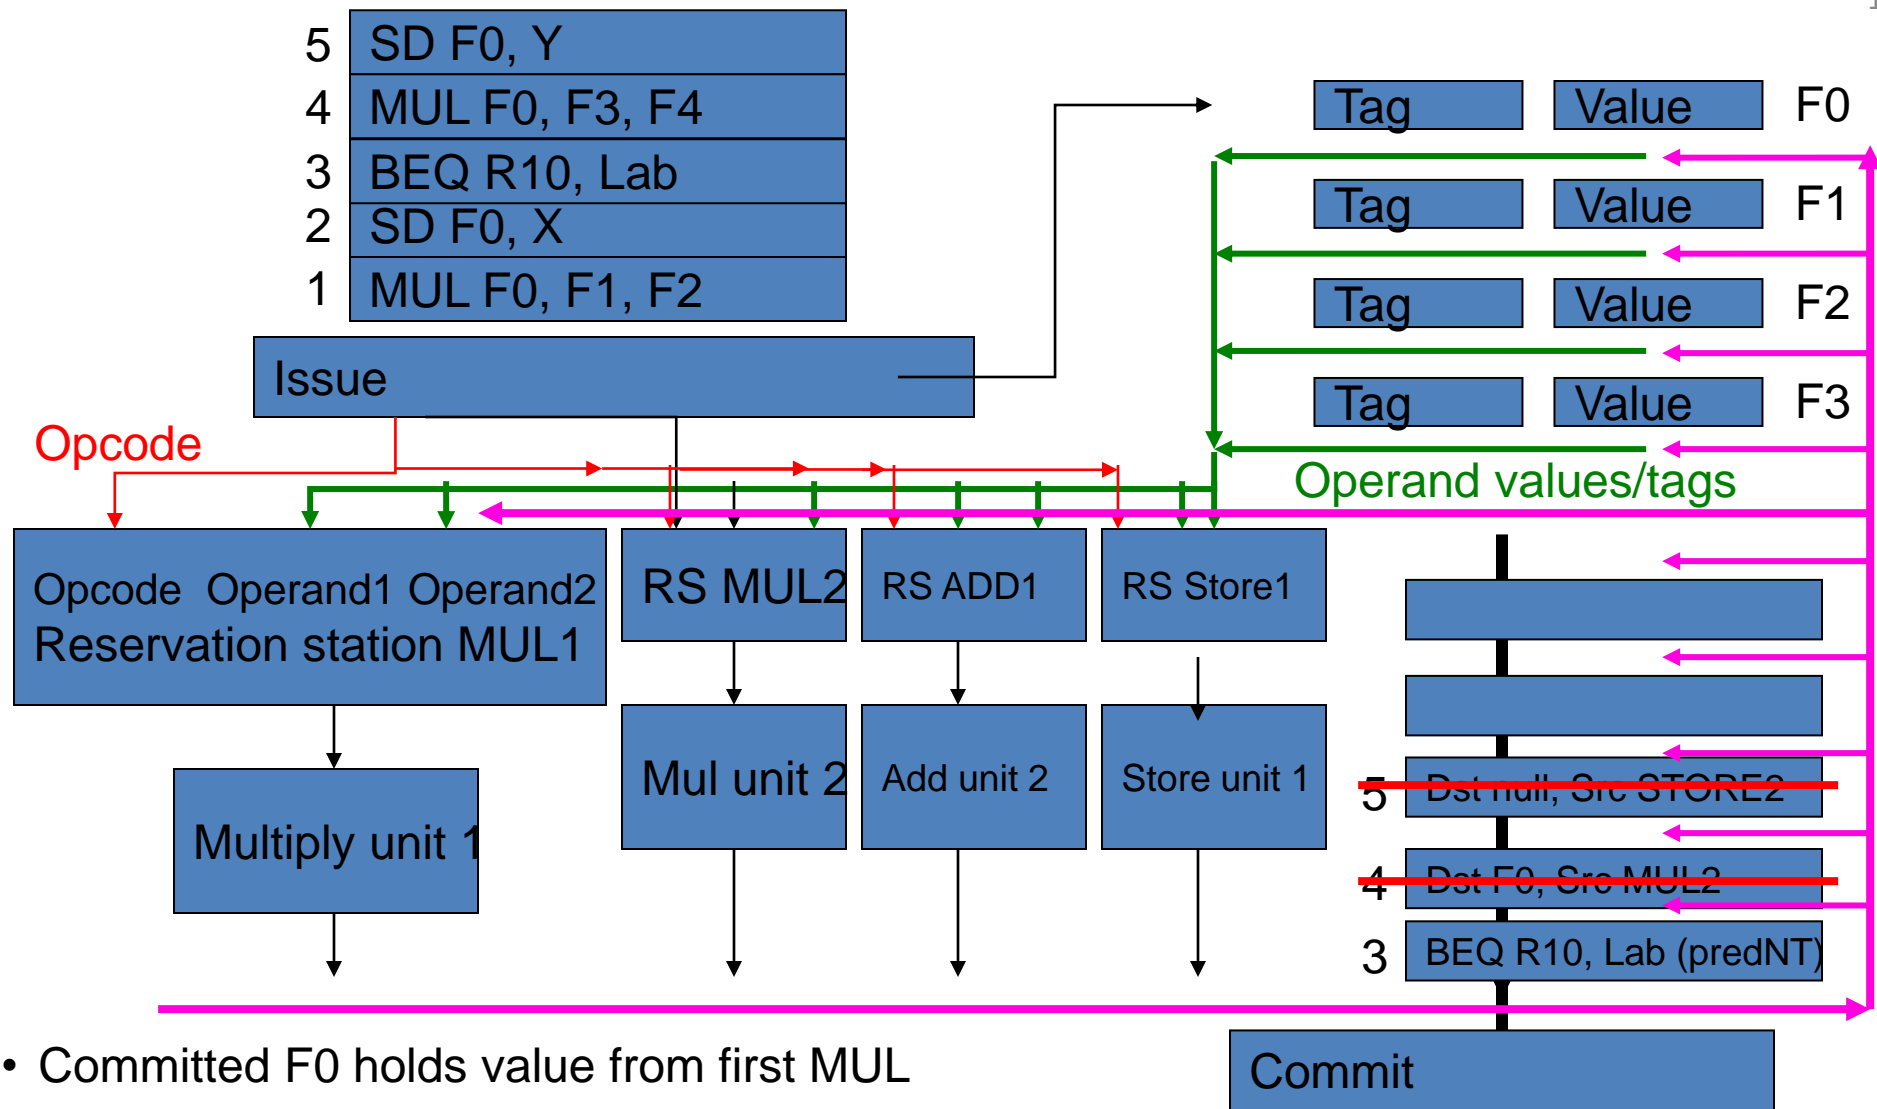 5 SD F0, Y
4 MUL F0, F3, F4
3 BEQ R10, Lab
2 SD F0, X
1 MUL F0, F1, F2
Issue
Tag Value F0
Tag Value F1
Tag Value F2
Tag Value F3
Opcode
Operand values/tags
Opcode Operand1 Operand2
Reservation station MUL1
RS MUL2
RS ADD1
RS Store1
Multiply unit 1
Mul unit 2
Add unit 2
Store unit 1
5 Dst null, Src STORE2
4 Dst F0, Src MUL2
3 BEQ R10, Lab (predNT)
Commit
• Committed F0 holds value from first MUL